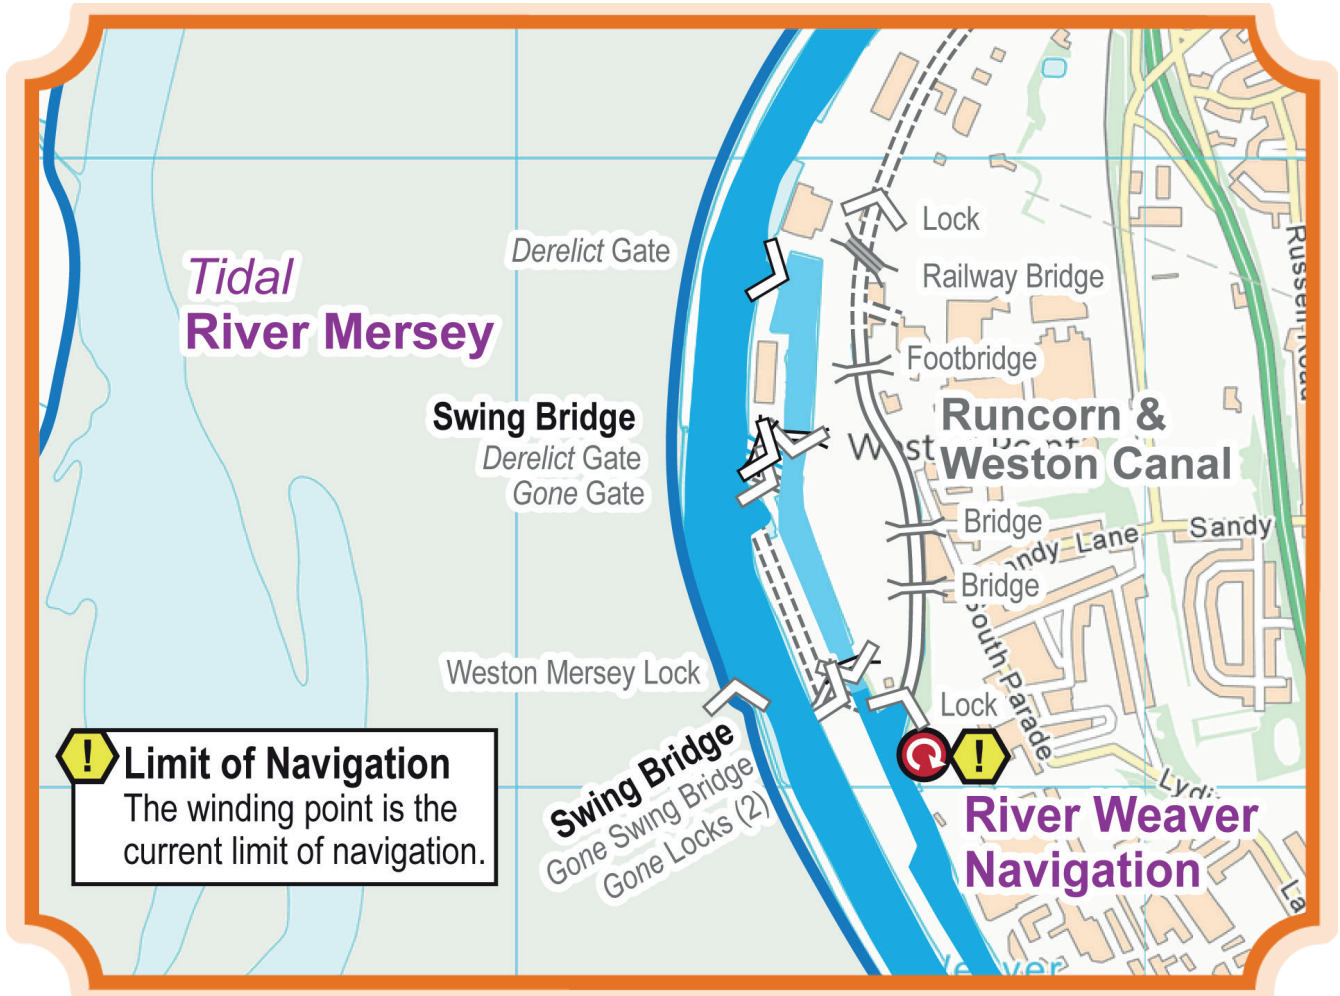 Tidal
River Mersey
Derelict Gate
Lock
Railway Bridge
Footbridge
Swing Bridge
Derelict Gate
Gone Gate
Runcorn &
Weston Canal
Russell Road
Bridge
Sandy Lane
Sandy
Bridge
South Parade
Weston Mersey Lock
Lock
Swing Bridge
Gone Swing Bridge
Gone Locks (2)
! Limit of Navigation
The winding point is the
current limit of navigation.
!
River Weaver
Navigation